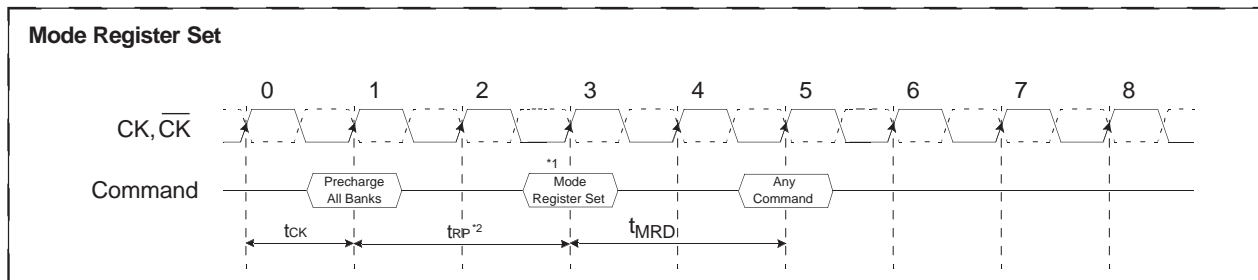 Mode Register Set
0 1 2 3 4 5 6 7 8
CK, C̅K̅
*1
Command
Precharge
All Banks
Mode
Register Set
Any
Command
tCK
tRP*2
tMRD